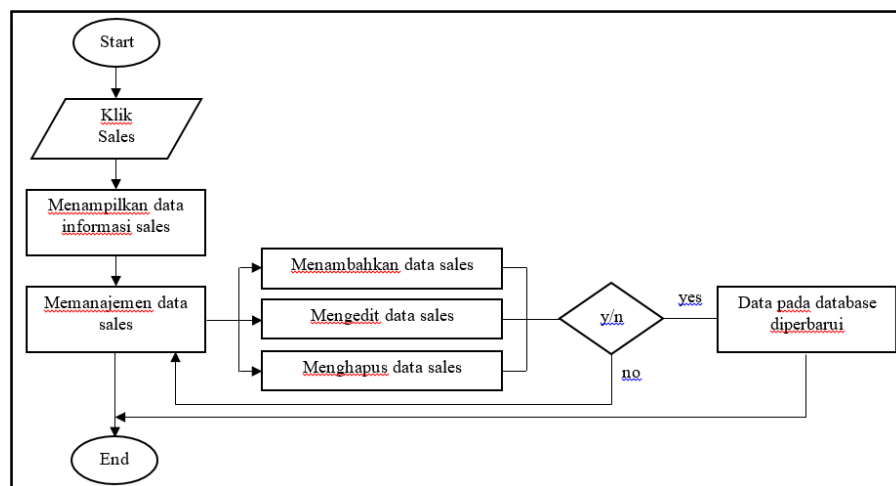 Start
Klik
Sales
Menampilkan data
informasi sales
Memanajemen data
sales
Menambahkan data sales
Mengedit data sales
Menghapus data sales
y/n
yes
no
Data pada database
diperbarui
End